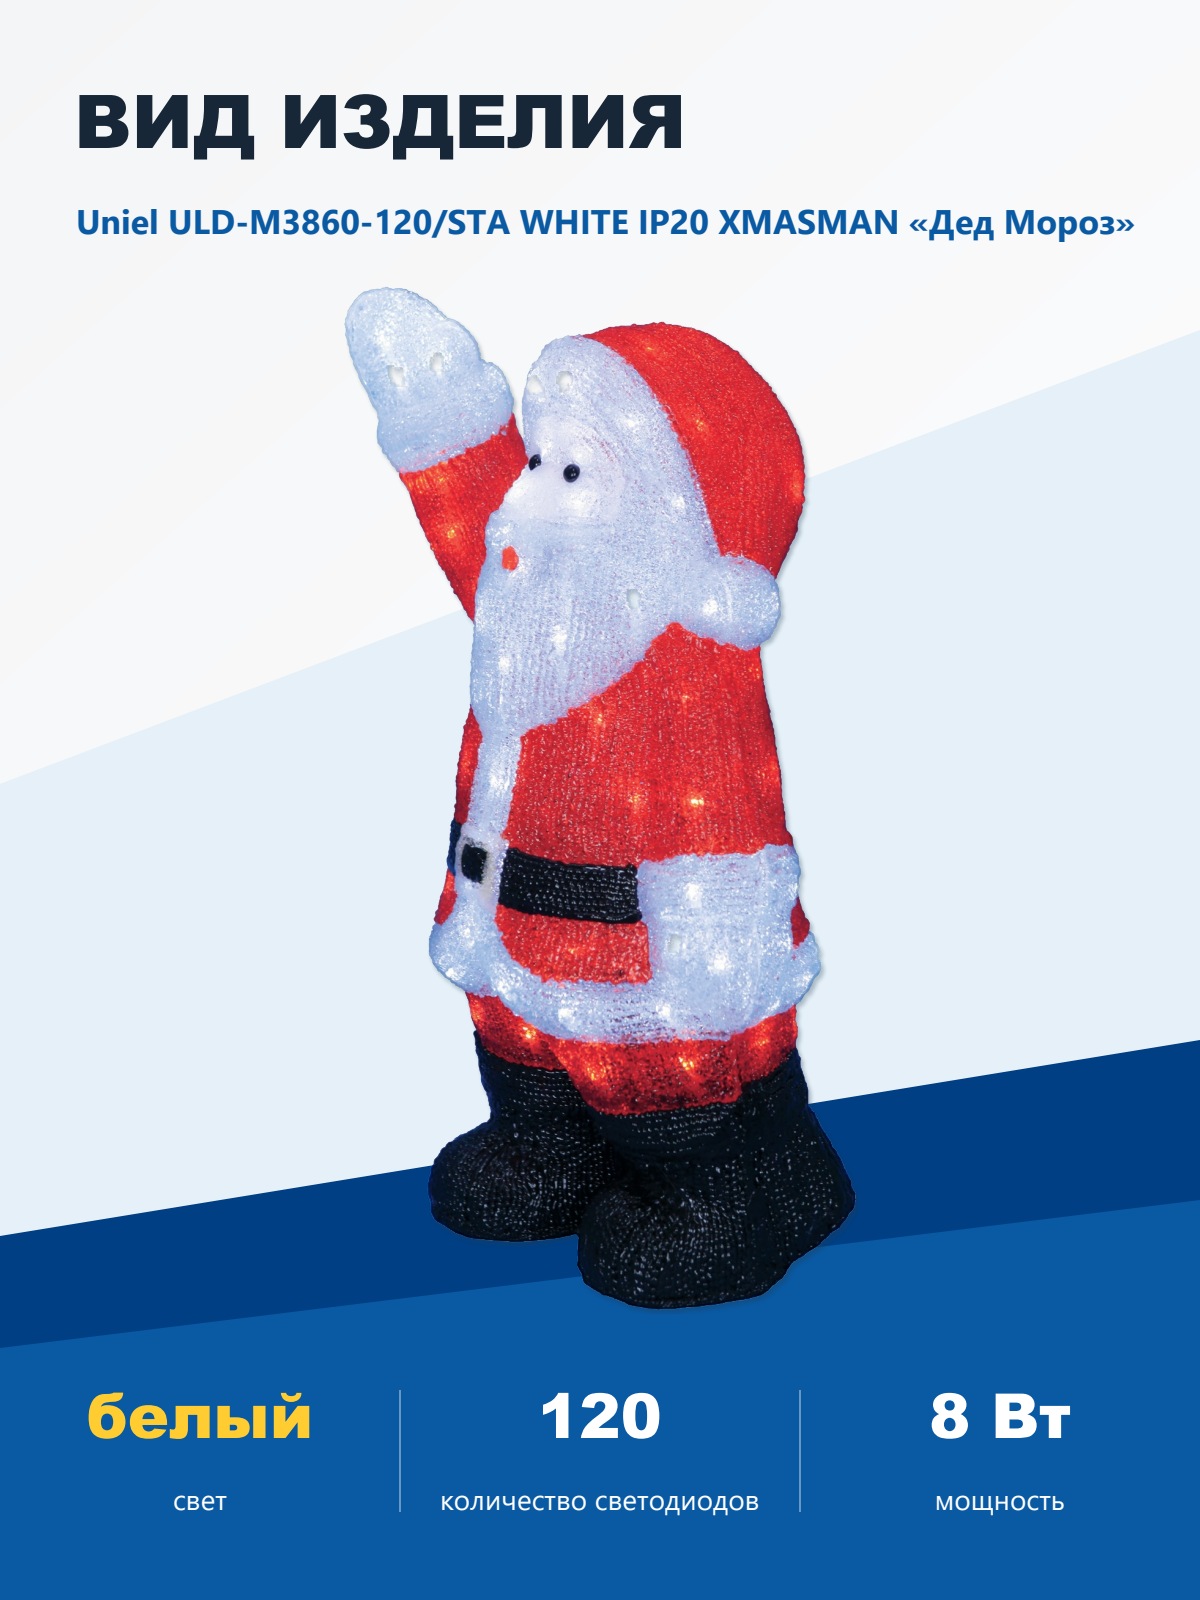 ВИД ИЗДЕЛИЯ
Uniel ULD-M3860-120/STA WHITE IP20 XMASMAN «Дед Мороз»
белый
120
8 Вт
свет
количество светодиодов
мощность